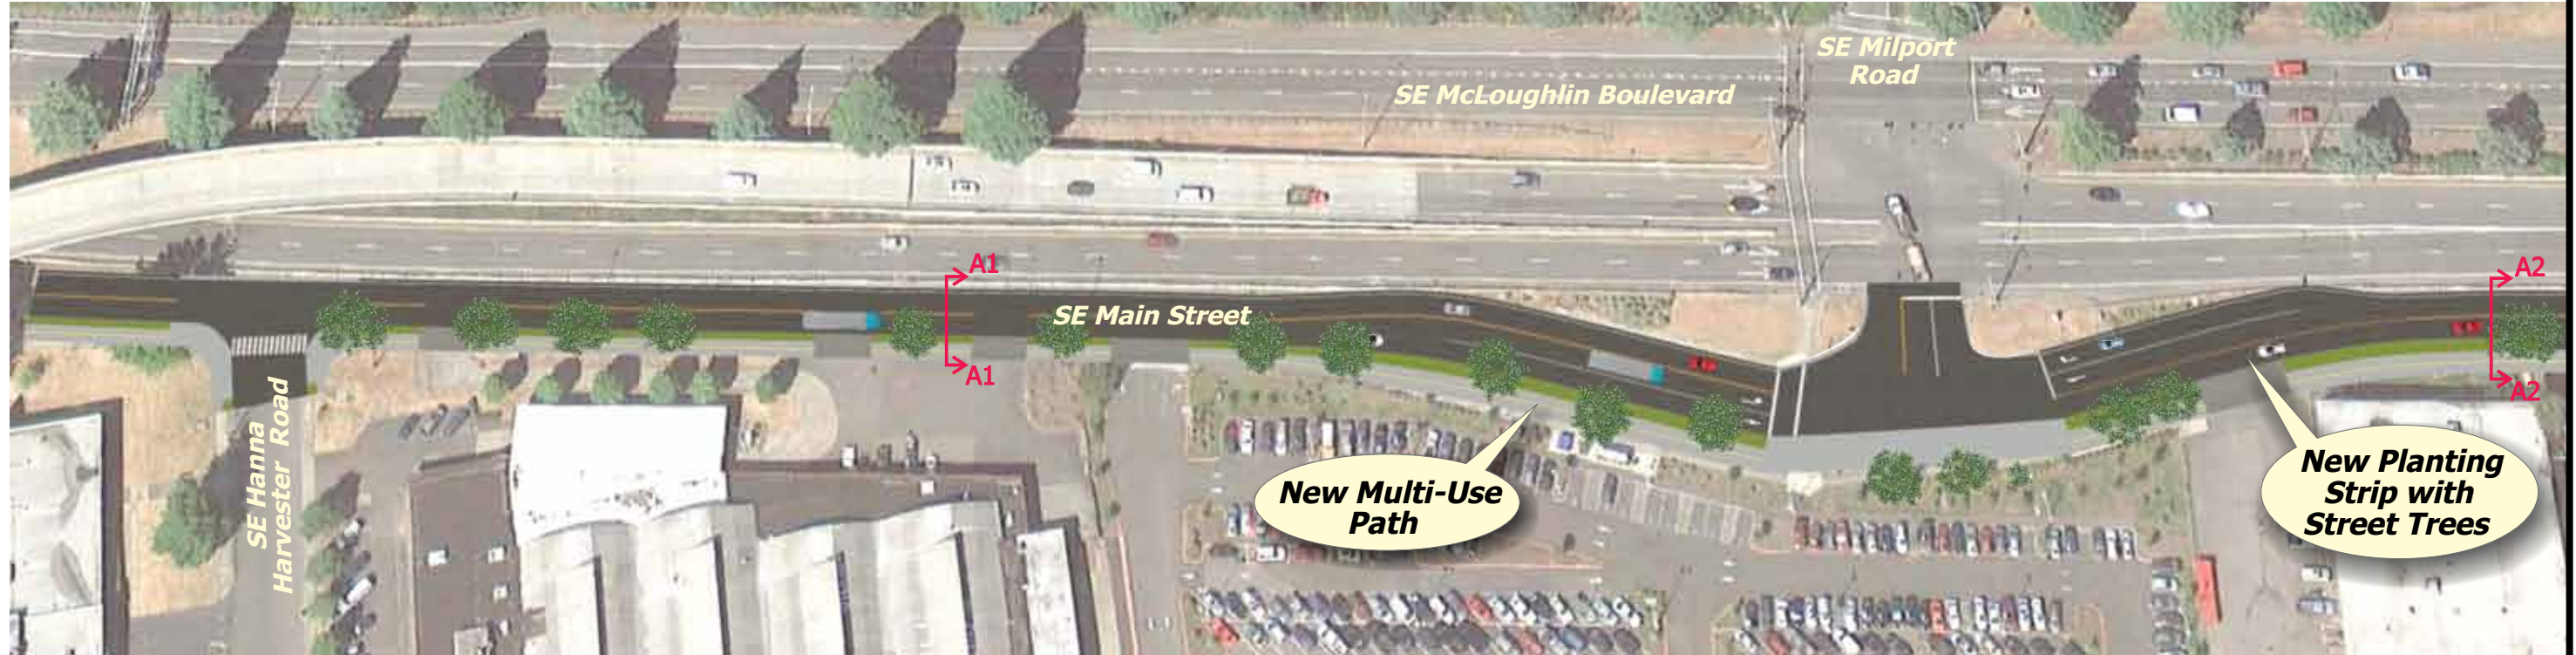 SE Milport
Road
SE McLoughlin Boulevard
A1
A2
SE Main Street
A1
A2
SE Hanna
Harvester Road
New Multi-Use
Path
New Planting
Strip with
Street Trees